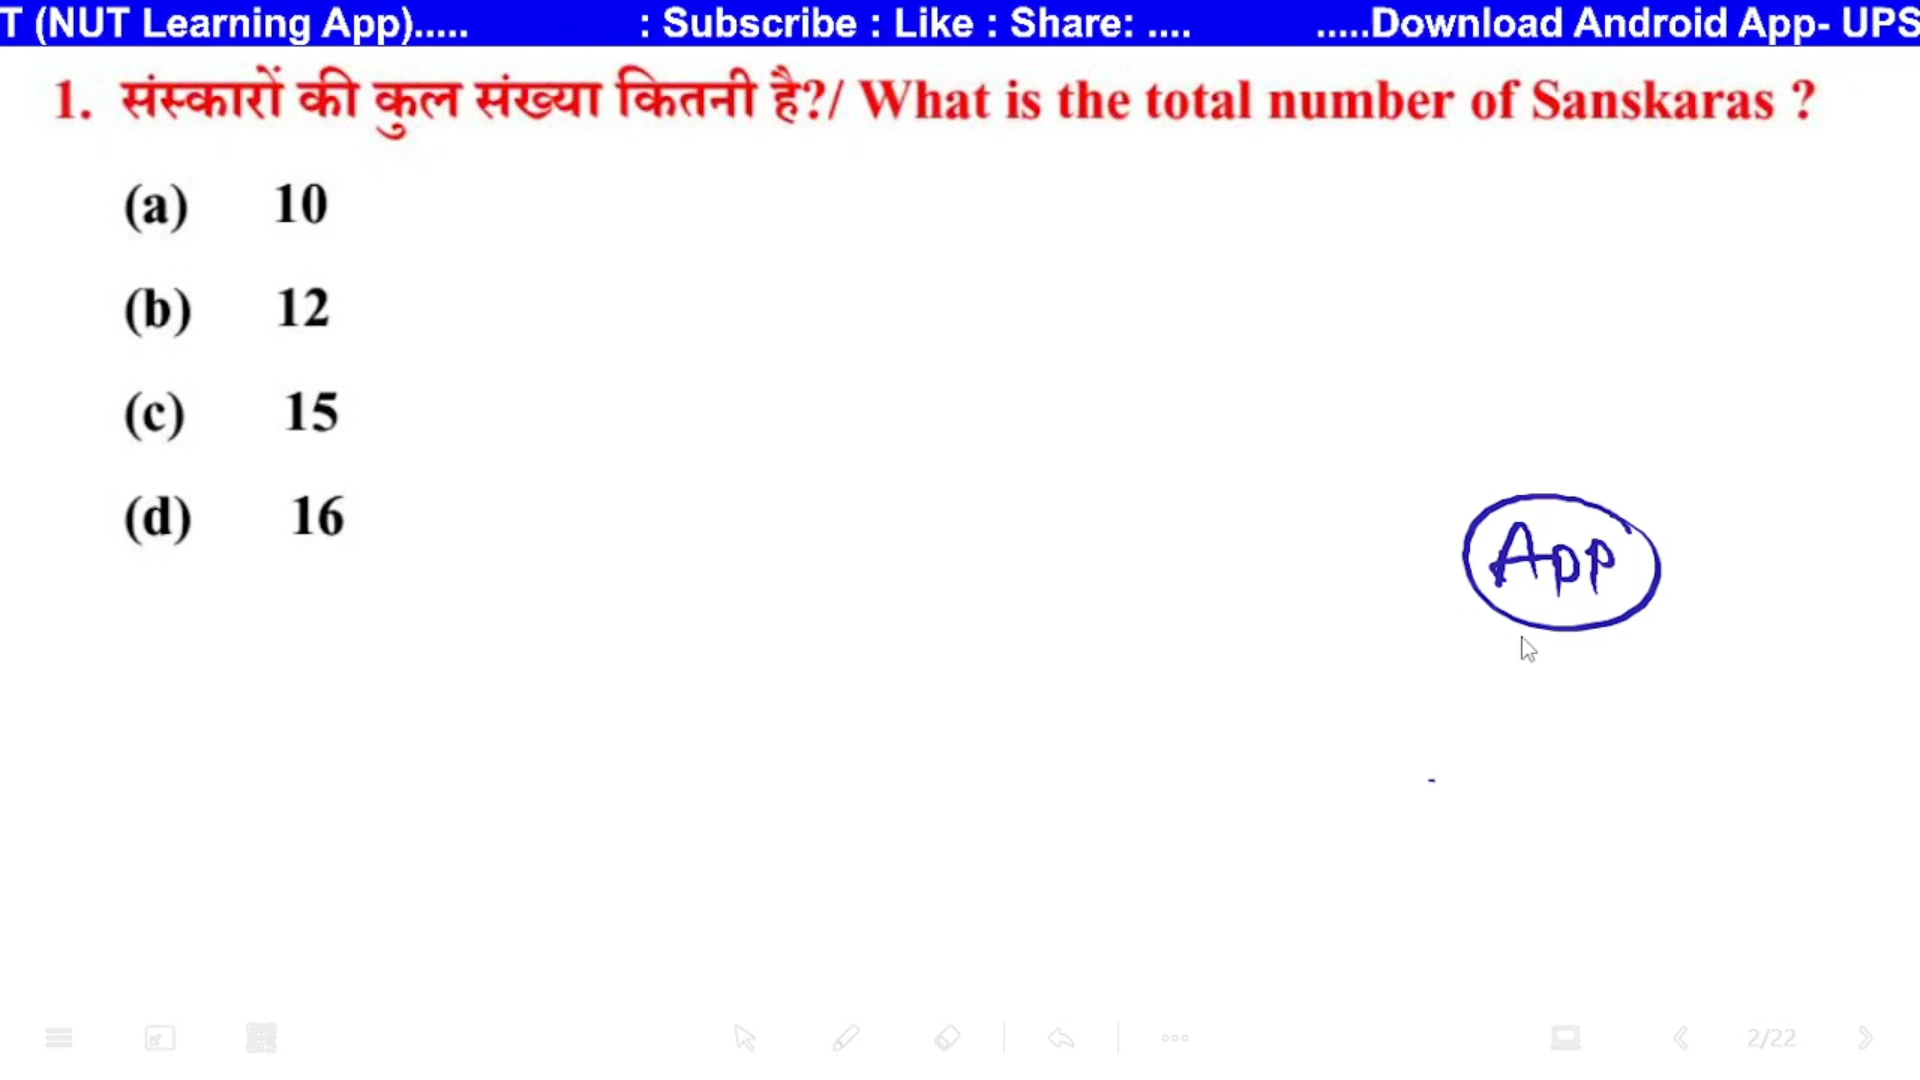 T (NUT Learning App)..... : Subscribe : Like : Share: .... .....Download Android App- UPS
1. संस्कारों की कुल संख्या कितनी है?/ What is the total number of Sanskaras ?
(a) 10
(b) 12
(c) 15
(d) 16
App
2/22